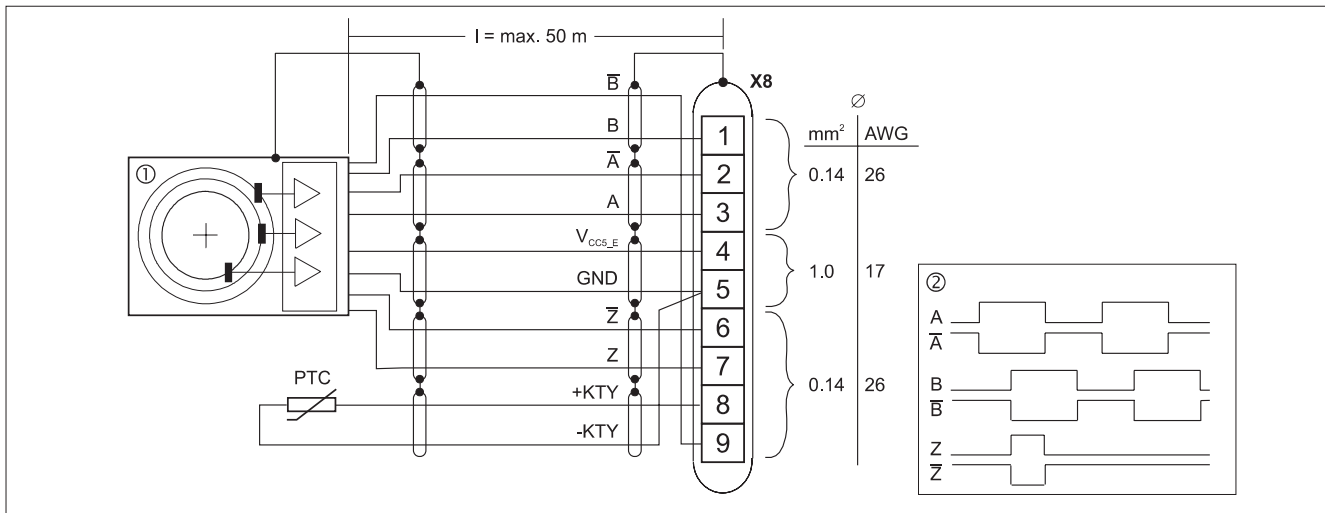 l = max. 50 m
X8
B̅
B
A̅
A
V_CC5_E
GND
Z̅
Z
+KTY
-KTY
PTC
①
1
2
3
4
5
6
7
8
9
∅
mm² AWG
0.14 26
1.0 17
0.14 26
②
A
A̅
B
B̅
Z
Z̅